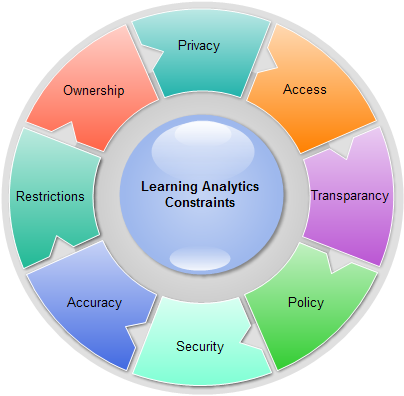 Privacy
Access
Transparancy
Policy
Security
Accuracy
Restrictions
Ownership
Learning Analytics
Constraints